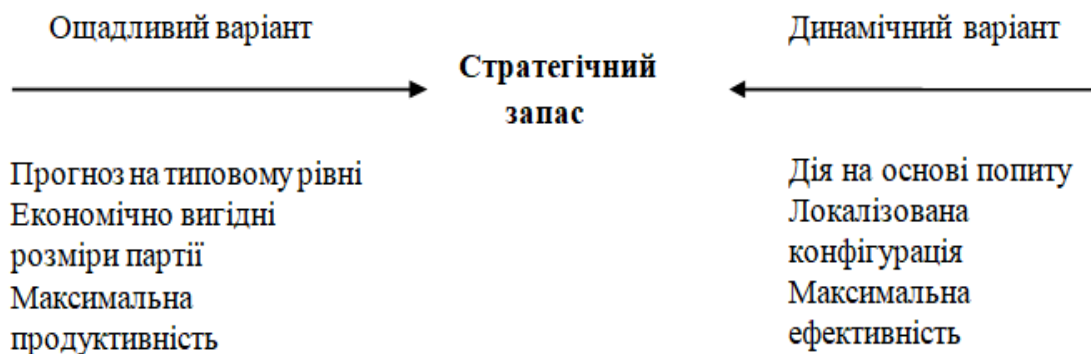 Ощадливий варіант
Динамічний варіант
Стратегічний
запас
Прогноз на типовому рівні
Економічно вигідні
розміри партії
Максимальна
продуктивність
Дія на основі попиту
Локалізована
конфігурація
Максимальна
ефективність